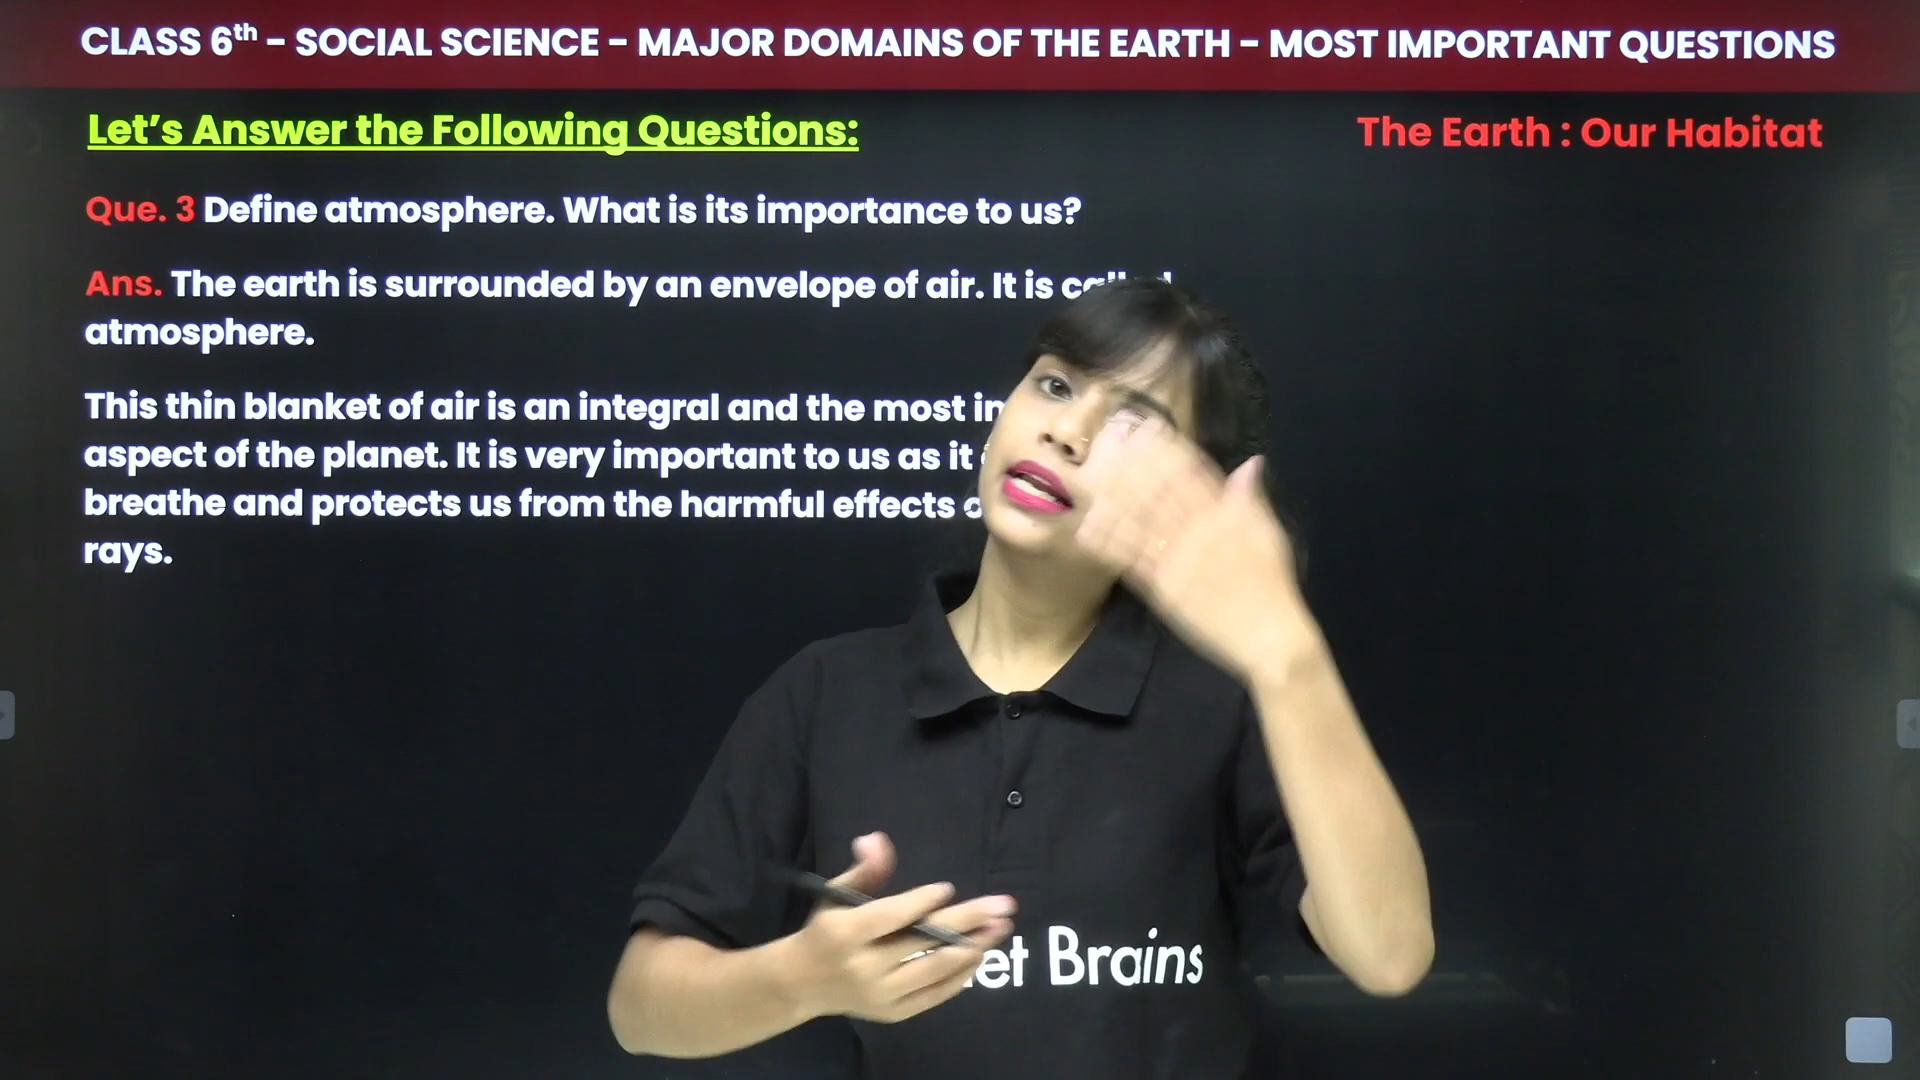 CLASS 6th - SOCIAL SCIENCE - MAJOR DOMAINS OF THE EARTH - MOST IMPORTANT QUESTIONS
Let's Answer the Following Questions:
The Earth : Our Habitat
Que. 3 Define atmosphere. What is its importance to us?
Ans. The earth is surrounded by an envelope of air. It is called
atmosphere.
This thin blanket of air is an integral and the most
aspect of the planet. It is very important to us as it
breathe and protects us from the harmful effects
rays.
Brains